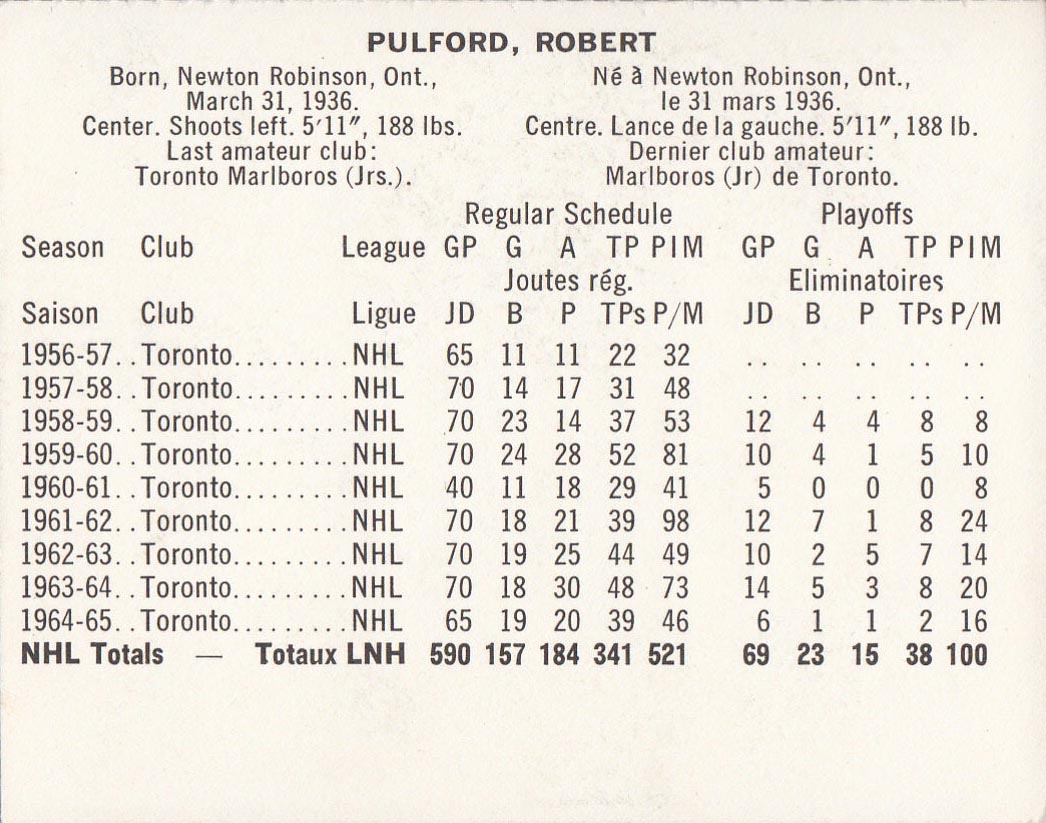 PULFORD, ROBERT
Born, Newton Robinson, Ont.,
March 31, 1936.
Center. Shoots left. 5'11", 188 lbs.
Last amateur club:
Toronto Marlboros (Jrs.).
Né à Newton Robinson, Ont.,
le 31 mars 1936.
Centre. Lance de la gauche. 5'11", 188 lb.
Dernier club amateur:
Marlboros (Jr) de Toronto.
Regular Schedule Playoffs
Season Club League GP G A TP PIM GP G A TP PIM
Joutes rég. Eliminatoires
Saison Club Ligue JD B P TPs P/M JD B P TPs P/M
1956-57. . Toronto. . . . . . . . . NHL 65 11 11 22 32 . . . . . . . . . .
1957-58. . Toronto. . . . . . . . . NHL 70 14 17 31 48 . . . . . . . . . .
1958-59. . Toronto. . . . . . . . . NHL 70 23 14 37 53 12 4 4 8 8
1959-60. . Toronto. . . . . . . . . NHL 70 24 28 52 81 10 4 1 5 10
1960-61. . Toronto. . . . . . . . . NHL 40 11 18 29 41 5 0 0 0 8
1961-62. . Toronto. . . . . . . . . NHL 70 18 21 39 98 12 7 1 8 24
1962-63. . Toronto. . . . . . . . . NHL 70 19 25 44 49 10 2 5 7 14
1963-64. . Toronto. . . . . . . . . NHL 70 18 30 48 73 14 5 3 8 20
1964-65. . Toronto. . . . . . . . . NHL 65 19 20 39 46 6 1 1 2 16
NHL Totals — Totaux LNH 590 157 184 341 521 69 23 15 38 100